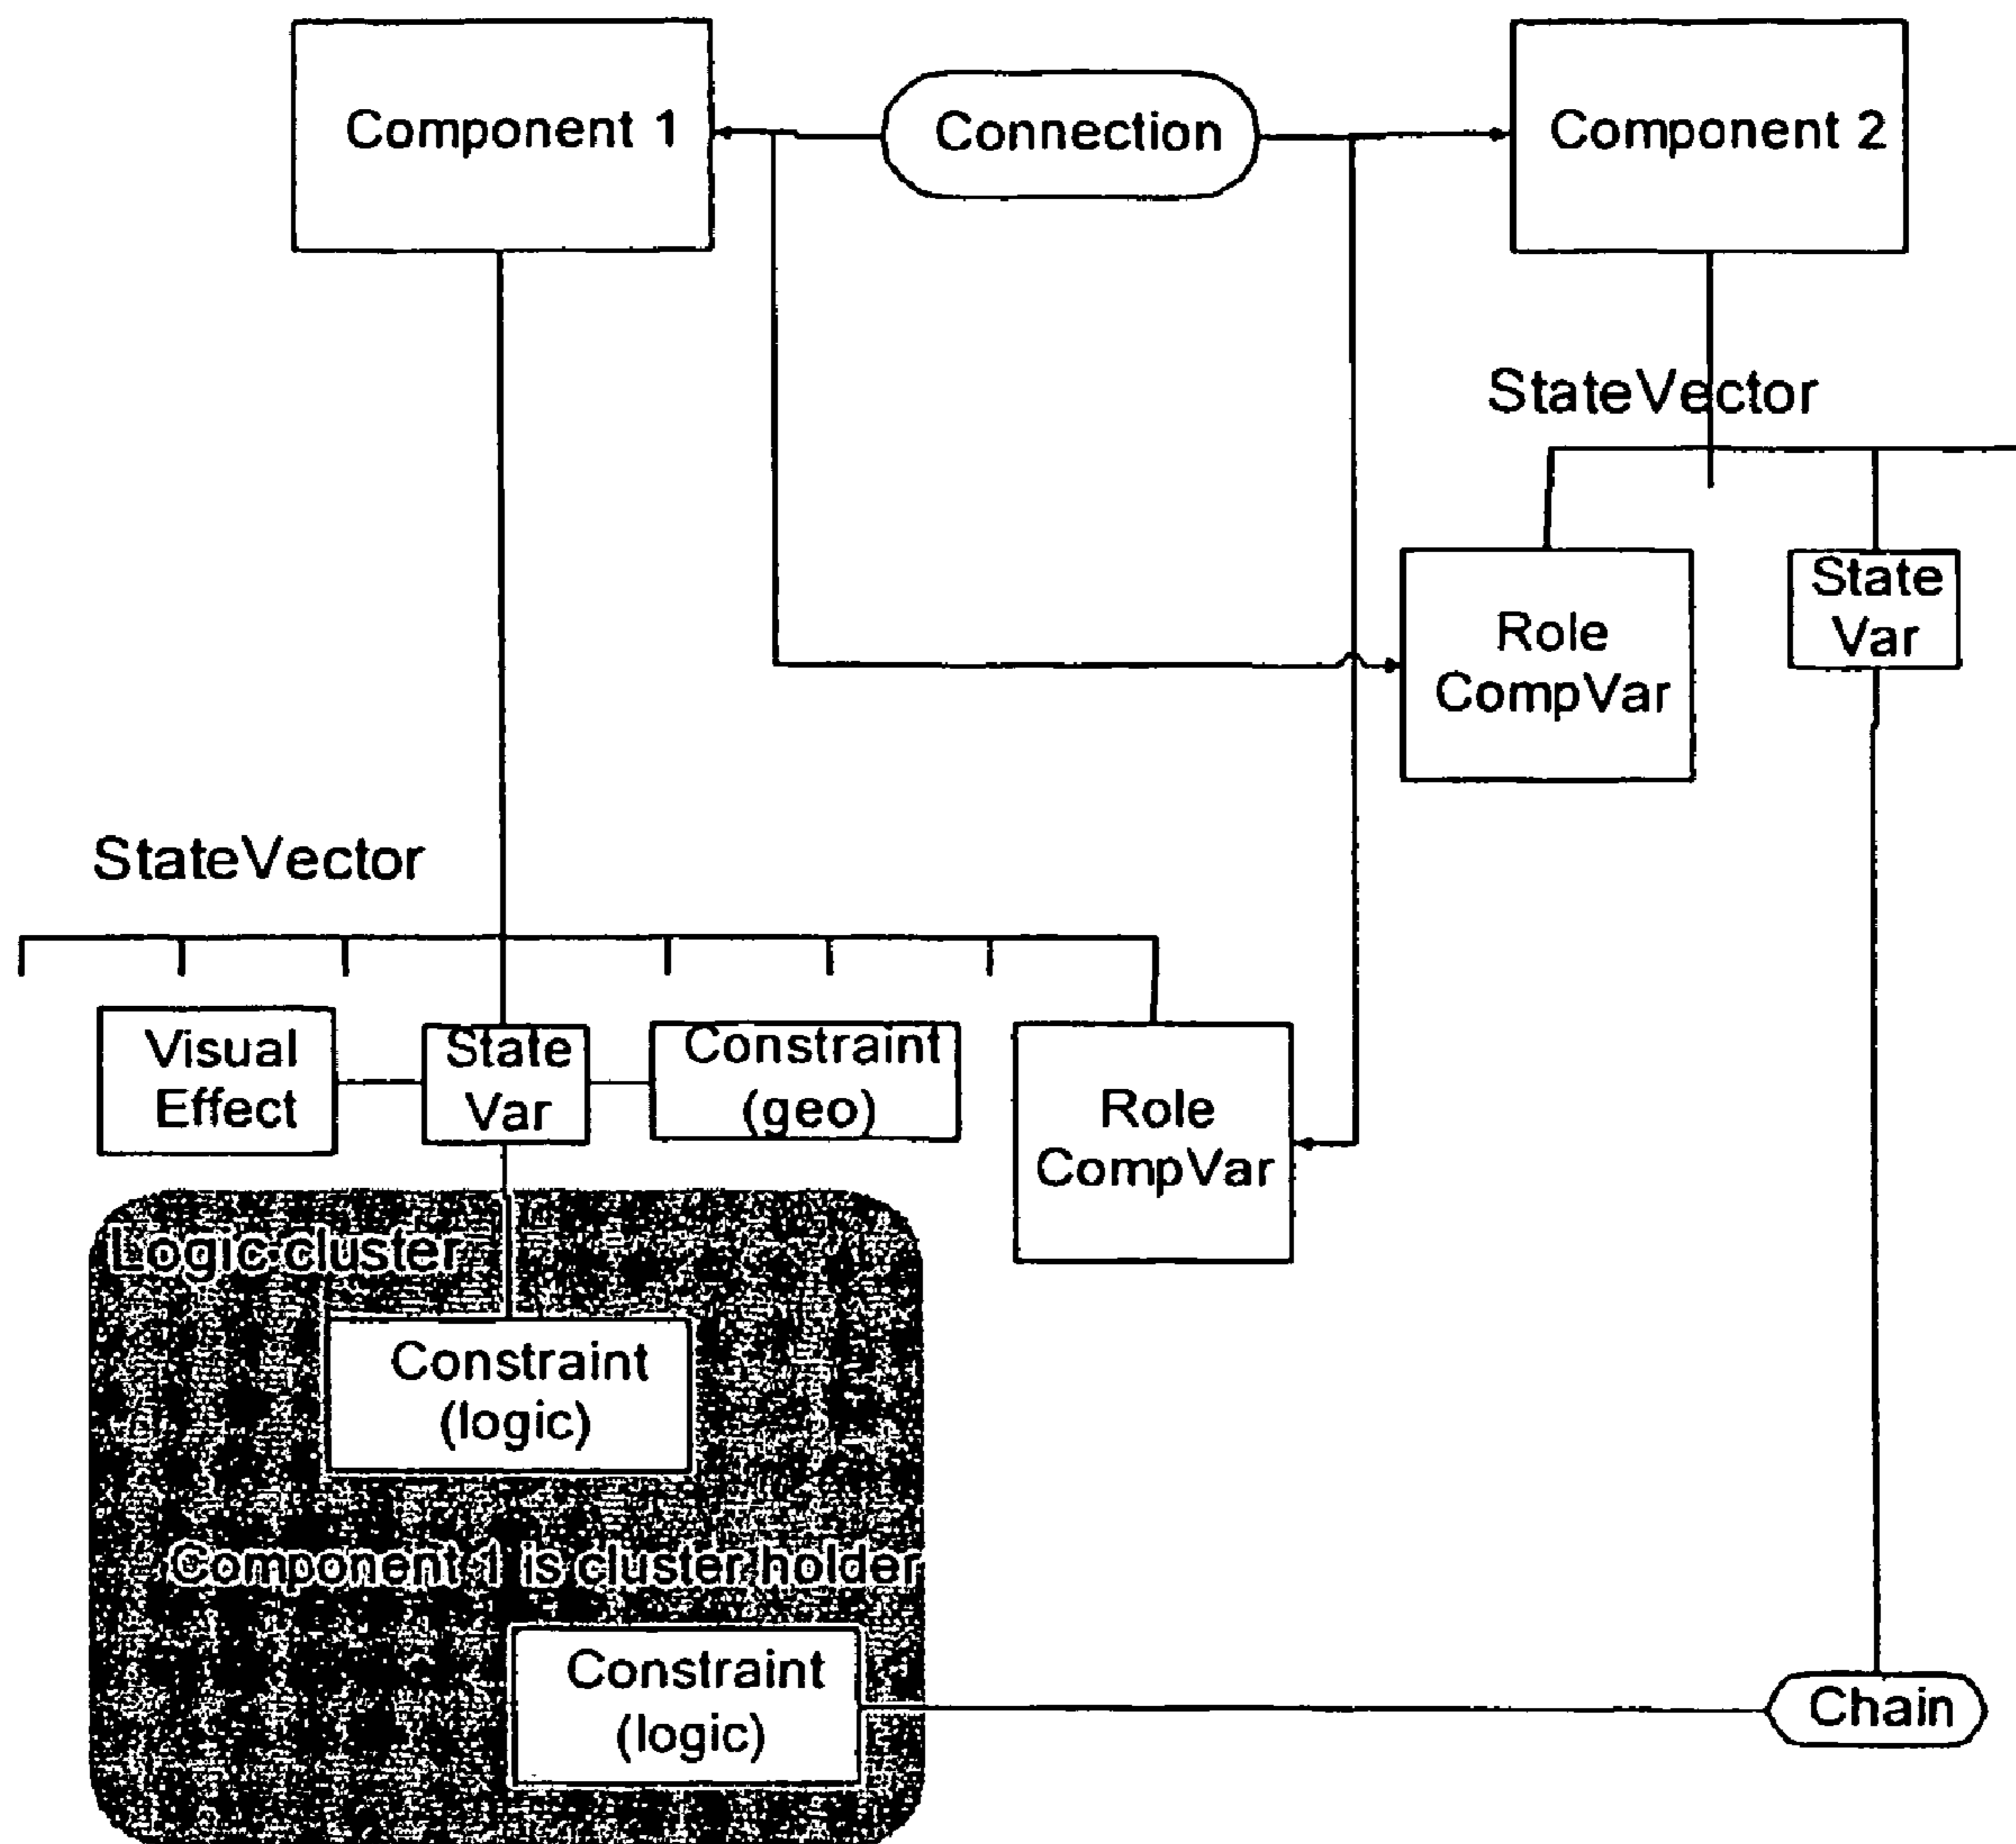 Component 1
Connection
Component 2
StateVector
Role
CompVar
State
Var
StateVector
Visual
Effect
State
Var
Constraint
(geo)
Role
CompVar
Logic cluster
Constraint
(logic)
Component 1 is cluster holder
Constraint
(logic)
Chain